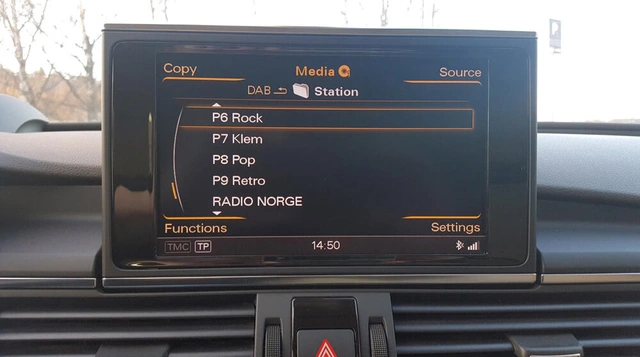 Copy
Media
Source
DAB Station
P6 Rock
P7 Klem
P8 Pop
P9 Retro
RADIO NORGE
Functions
Settings
TMC TP 14:50